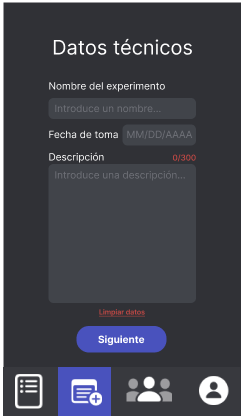 Datos técnicos
Nombre del experimento
Introduce un nombre...
Fecha de toma MM/DD/AAAA
Descripción 0/300
Introduce una descripción...
Limpiar datos
Siguiente